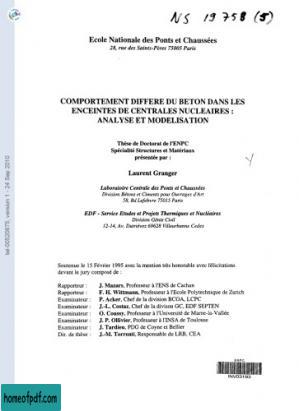 NS 19758 (5)
Ecole Nationale des Ponts et Chaussées
28, rue des Saints-Pères 75005 Paris
COMPORTEMENT DIFFERE DU BETON DANS LES
ENCEINTES DE CENTRALES NUCLEAIRES :
ANALYSE ET MODELISATION
Thèse de Doctorat de l'ENPC
Spécialité Structures et Matériaux
présentée par :
Laurent Granger
Laboratoire Central des Ponts et Chaussées
Division Bétons et Ciments pour Ouvrages d'Art
58, Bd.Lefebvre 75015 Paris
EDF - Service Etudes et Projets Thermiques et Nucléaires
Division Génie Civil
12-14, Av. Dutrievoz 69628 Villeurbanne Cedex
Soutenue le 15 Février 1995 avec la mention très honorable avec félicitations
devant le jury composé de :
Rapporteur : J. Mazars, Professeur à l'ENS de Cachan
Rapporteur : F. H. Wittmann, Professeur à l'Ecole Polytechnique de Zurich
Examinateur : P. Acker, Chef de la division BCOA, LCPC
Examinateur : J.-L. Costaz, Chef de la division GC, EDF SEPTEN
Examinateur : O. Coussy, Professeur à l'Université de Marne-la-Vallée
Examinateur : J. P. Ollivier, Professeur à l'INSA de Toulouse
Examinateur : J. Tardieu, PDG de Coyne et Bellier
Dir. de thèse : J.-M. Torrenti, Responsable du LRB, CEA
tel-00520675, version 1 - 24 Sep 2010
homeofpdf.com